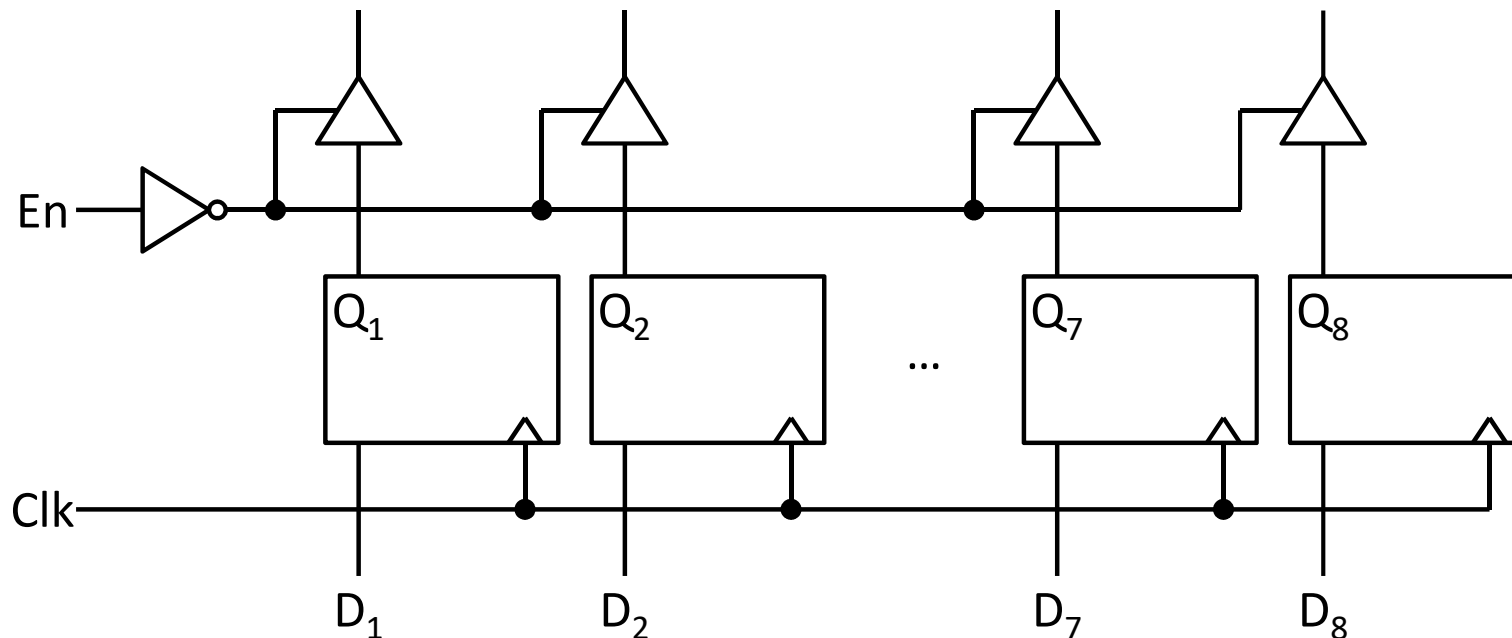 En
Q₁ Q₂ ... Q₇ Q₈
Clk
D₁ D₂ D₇ D₈